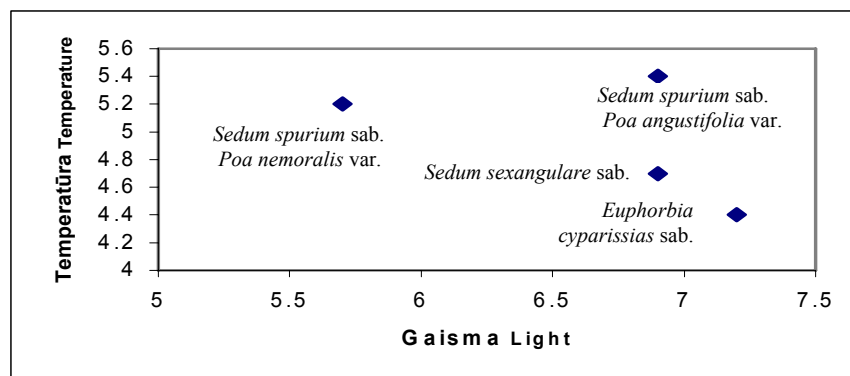 Temperatūra Temperature
5.6
5.4
5.2
5
4.8
4.6
4.4
4.2
4
Sedum spurium sab.
Poa nemoralis var.
Sedum spurium sab.
Poa angustifolia var.
Sedum sexangulare sab.
Euphorbia
cyparissias sab.
5 5.5 6 6.5 7 7.5
Gaisma Light